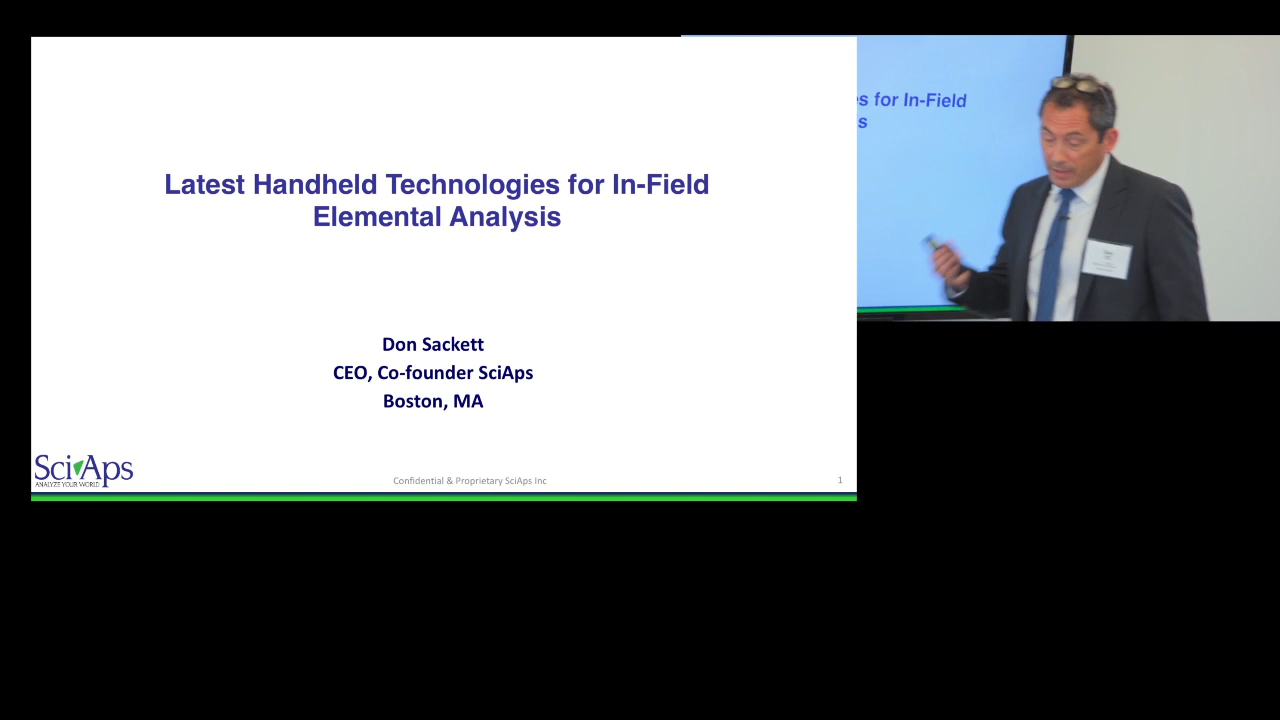 Latest Handheld Technologies for In-Field
Elemental Analysis
Don Sackett
CEO, Co-founder SciAps
Boston, MA
SciAps
ANALYZE YOUR WORLD
Confidential & Proprietary SciAps Inc
1
es for In-Field
s